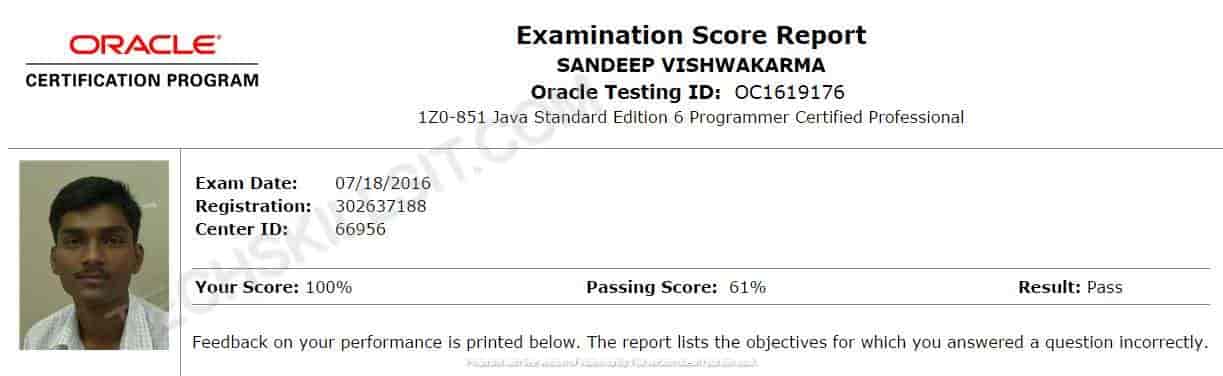 ORACLE
CERTIFICATION PROGRAM
Examination Score Report
SANDEEP VISHWAKARMA
Oracle Testing ID: OC1619176
1Z0-851 Java Standard Edition 6 Programmer Certified Professional
Exam Date: 07/18/2016
Registration: 302637188
Center ID: 66956
Your Score: 100% Passing Score: 61% Result: Pass
Feedback on your performance is printed below. The report lists the objectives for which you answered a question incorrectly.
TECHSKILLSIT.COM